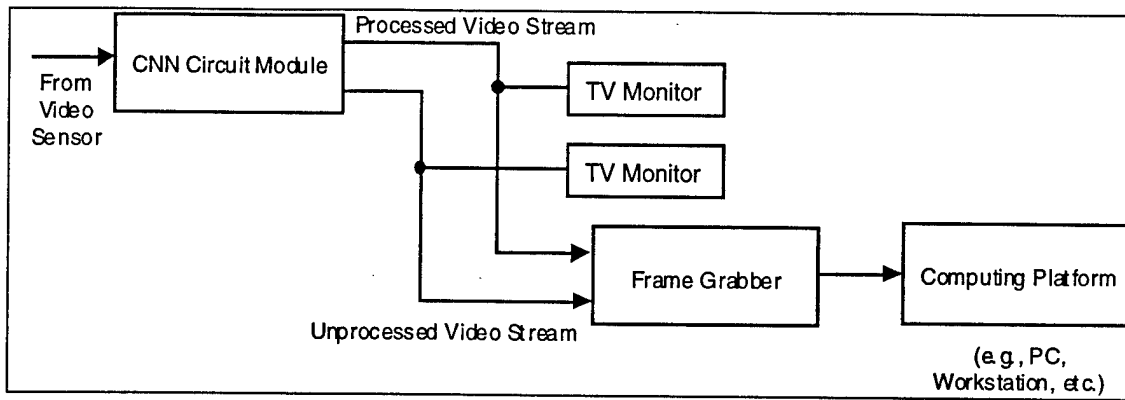 Processed Video Stream
CNN Circuit Module
From
Video
Sensor
TV Monitor
TV Monitor
Frame Grabber
Computing Platform
Unprocessed Video Stream
(e.g., PC,
Workstation, etc.)